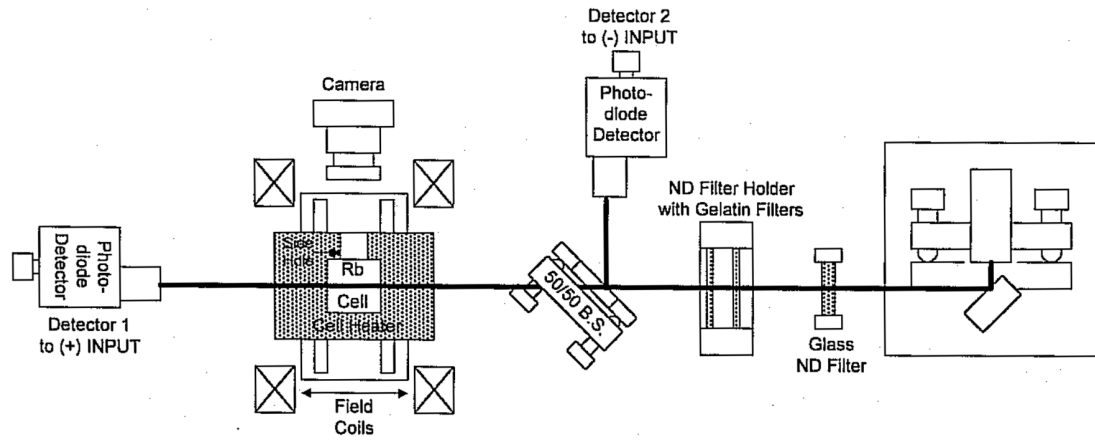 Detector 2
to (-) INPUT
Photo-
diode
Detector
Camera
ND Filter Holder
with Gelatin Filters
Photo-
diode
Detector
Side
Hole
Rb
Cell
Cell Heater
50/50 B.S.
Detector 1
to (+) INPUT
Glass
ND Filter
Field
Coils